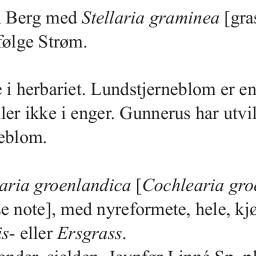 Berg med Stellaria graminea [gras
følge Strøm.
i herbariet. Lundstjerneblom er en
ller ikke i enger. Gunnerus har utvil
eblom.
aria groenlandica [Cochlearia groe
e note], med nyreformete, hele, kjø
is- eller Ersgrass.